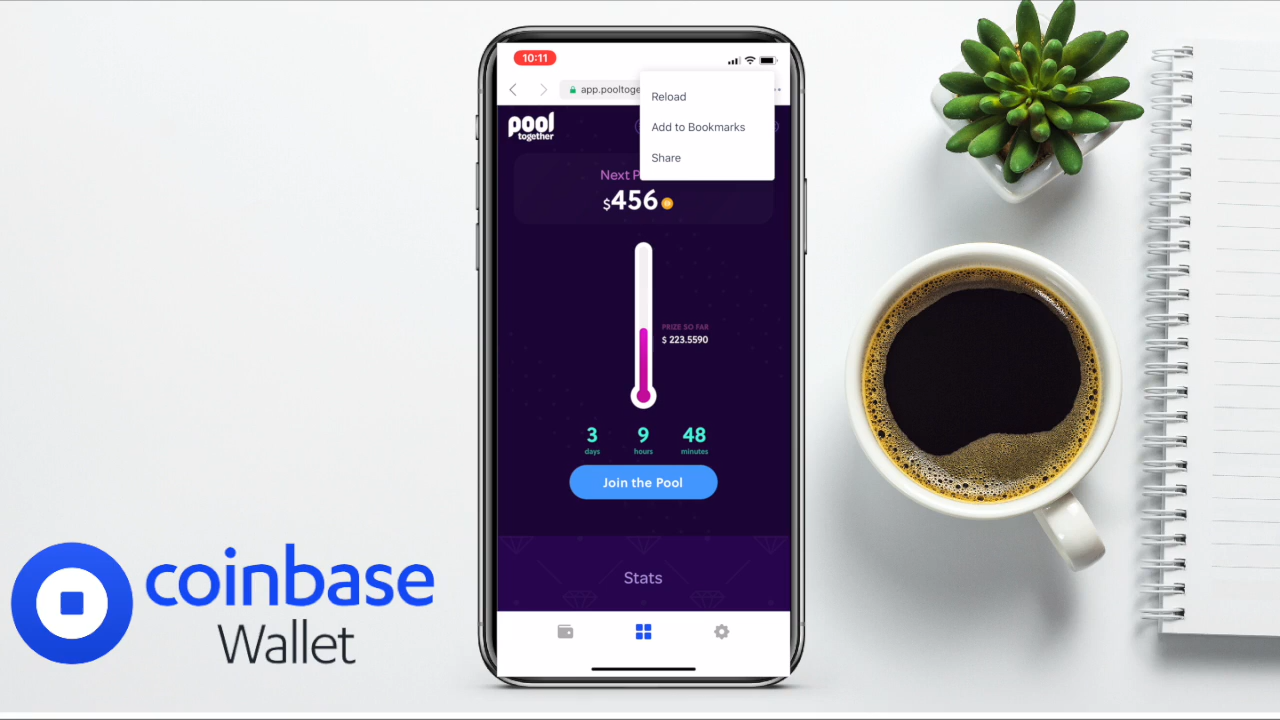 10:11
app.pooltoge
Reload
Add to Bookmarks
Share
pool
together
Next P
$456
PRIZE SO FAR
$ 223.5590
3 9 48
days hours minutes
Join the Pool
Stats
coinbase
Wallet